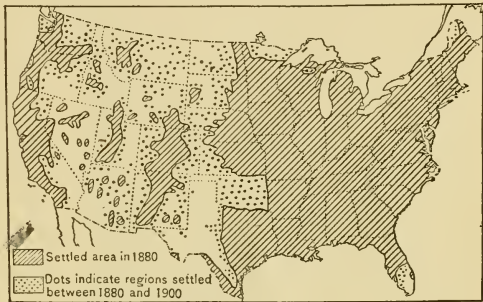 Settled area in 1880
Dots indicate regions settled
between 1880 and 1900